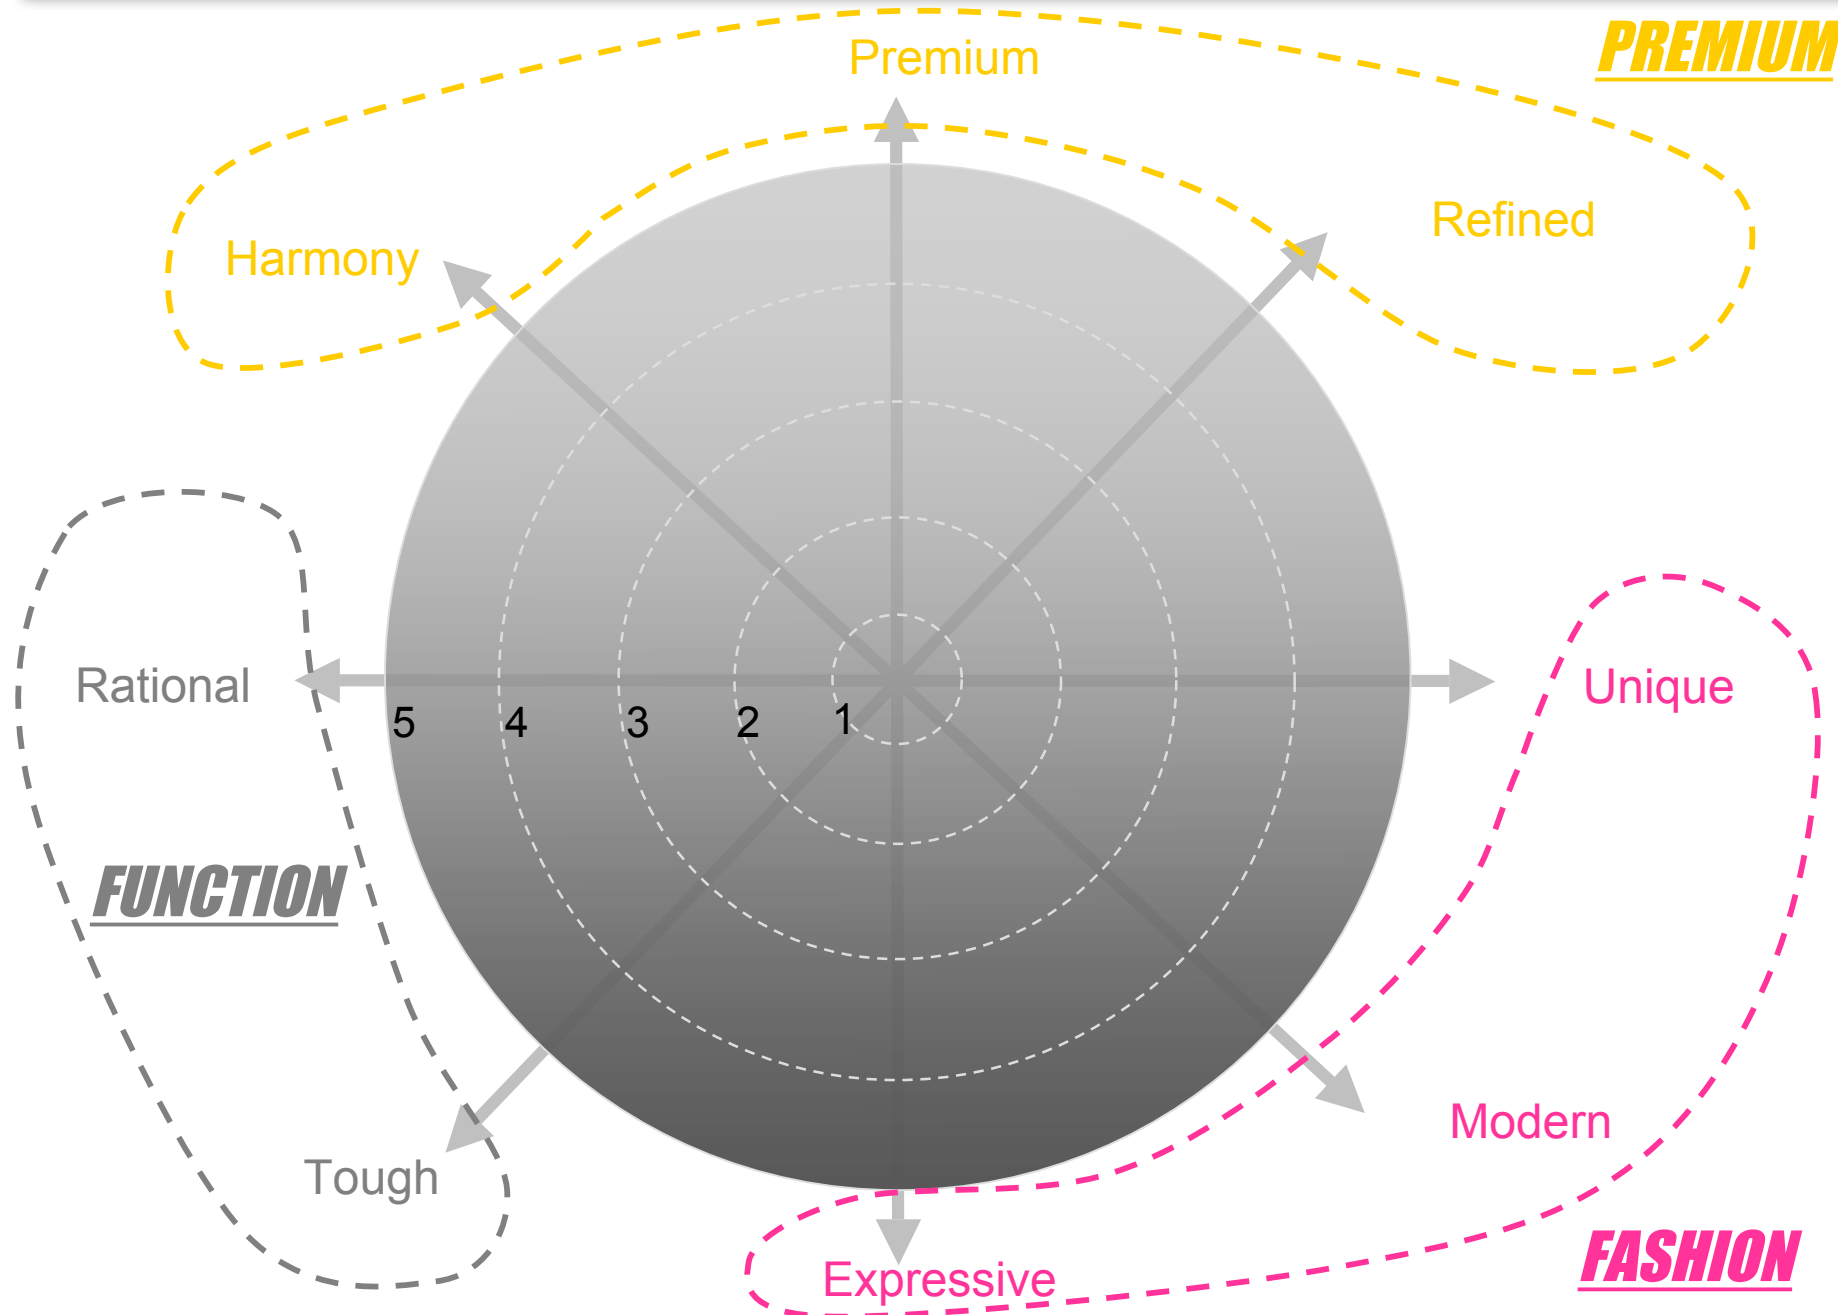 PREMIUM
Premium
Refined
Harmony
Rational
Unique
5 4 3 2 1
FUNCTION
Modern
Tough
FASHION
Expressive